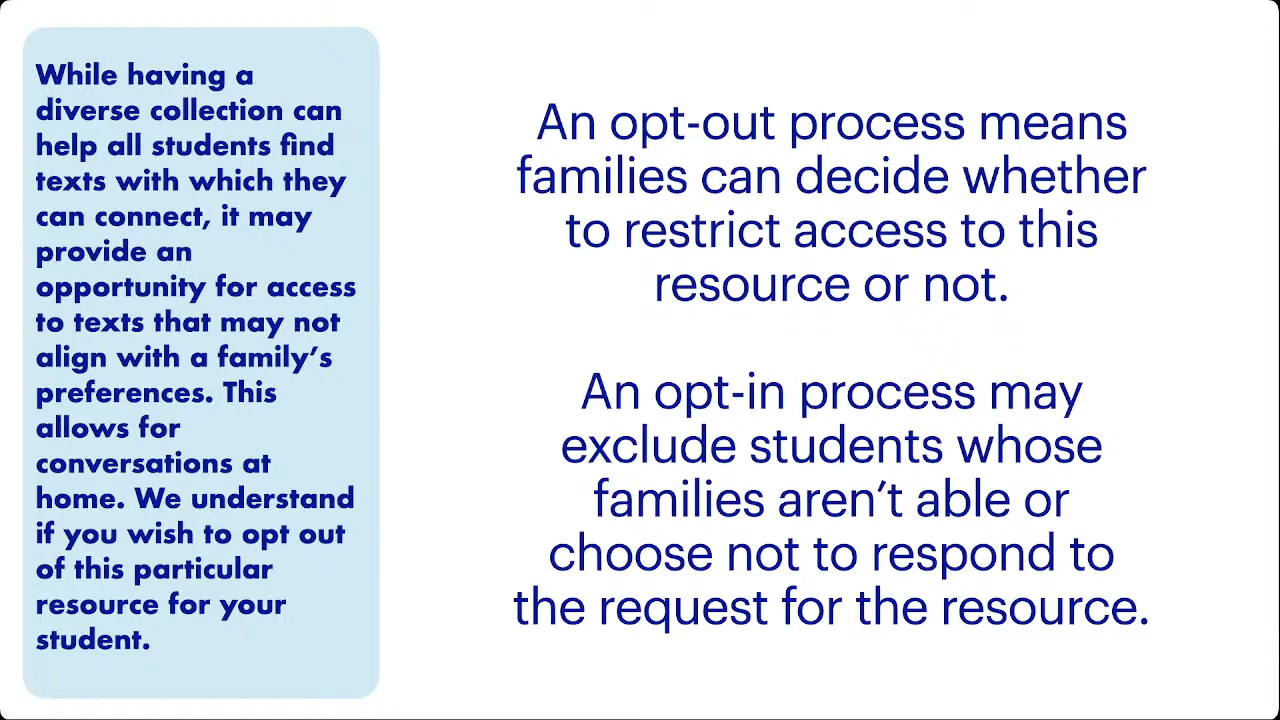 While having a
diverse collection can
help all students find
texts with which they
can connect, it may
provide an
opportunity for access
to texts that may not
align with a family’s
preferences. This
allows for
conversations at
home. We understand
if you wish to opt out
of this particular
resource for your
student.
An opt-out process means
families can decide whether
to restrict access to this
resource or not.
An opt-in process may
exclude students whose
families aren’t able or
choose not to respond to
the request for the resource.